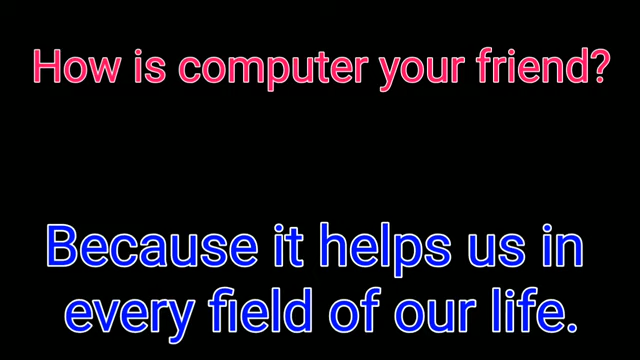 How is computer your friend?
Because it helps us in
every field of our life.